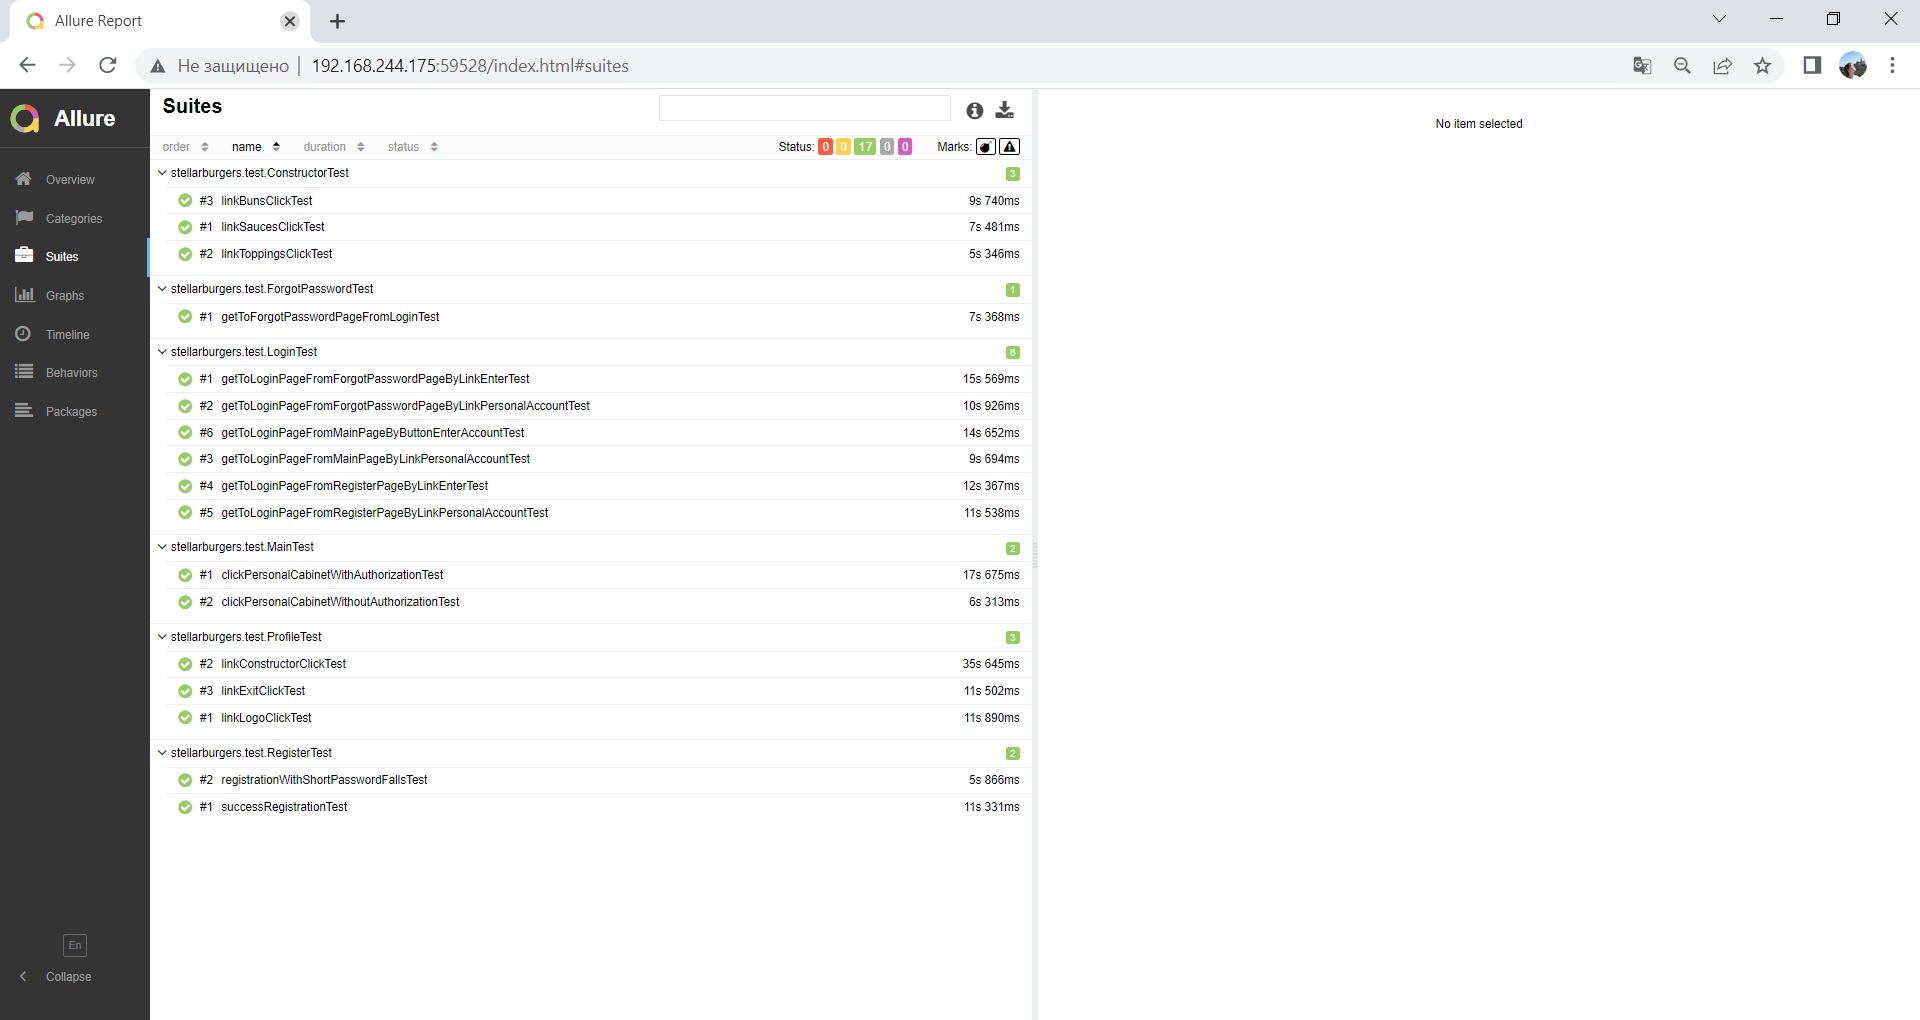 Allure Report
Не защищено | 192.168.244.175:59528/index.html#suites
Allure
Overview
Categories
Suites
Graphs
Timeline
Behaviors
Packages
En
Collapse
Suites
order name duration status Status: 0 0 17 0 0 Marks:
stellarburgers.test.ConstructorTest 3
#3 linkBunsClickTest 9s 740ms
#1 linkSaucesClickTest 7s 481ms
#2 linkToppingsClickTest 5s 346ms
stellarburgers.test.ForgotPasswordTest 1
#1 getToForgotPasswordPageFromLoginTest 7s 368ms
stellarburgers.test.LoginTest 6
#1 getToLoginPageFromForgotPasswordPageByLinkEnterTest 15s 569ms
#2 getToLoginPageFromForgotPasswordPageByLinkPersonalAccountTest 10s 926ms
#6 getToLoginPageFromMainPageByButtonEnterAccountTest 14s 652ms
#3 getToLoginPageFromMainPageByLinkPersonalAccountTest 9s 694ms
#4 getToLoginPageFromRegisterPageByLinkEnterTest 12s 367ms
#5 getToLoginPageFromRegisterPageByLinkPersonalAccountTest 11s 538ms
stellarburgers.test.MainTest 2
#1 clickPersonalCabinetWithAuthorizationTest 17s 675ms
#2 clickPersonalCabinetWithoutAuthorizationTest 6s 313ms
stellarburgers.test.ProfileTest 3
#2 linkConstructorClickTest 35s 645ms
#3 linkExitClickTest 11s 502ms
#1 linkLogoClickTest 11s 890ms
stellarburgers.test.RegisterTest 2
#2 registrationWithShortPasswordFallsTest 5s 866ms
#1 successRegistrationTest 11s 331ms
No item selected